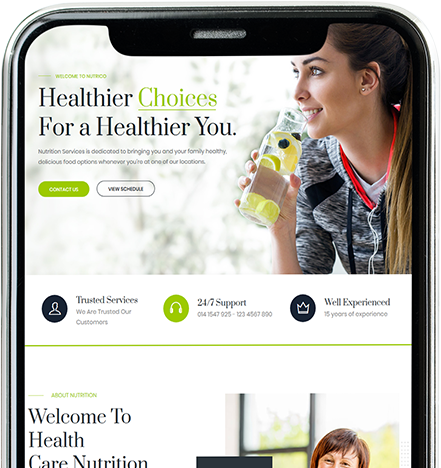 WELCOME TO NUTRICO
Healthier Choices
For a Healthier You.
Nutrition Services is dedicated to bringing you and your family healthy,
delicious food options whenever you're at one of our locations.
CONTACT US
VIEW SCHEDULE
Trusted Services
We Are Trusted Our
Customers
24/7 Support
014 1547 925 - 123 4567 890
Well Experienced
15 years of experience
ABOUT NUTRITION
Welcome To
Health
Care Nutrition